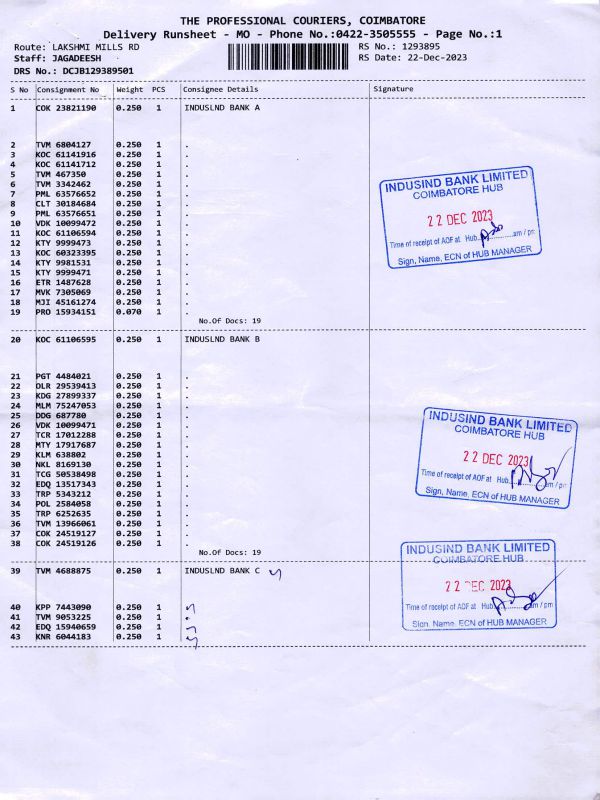 THE PROFESSIONAL COURIERS, COIMBATORE
Delivery Runsheet - MO - Phone No.:0422-3505555 - Page No.:1
Route: LAKSHMI MILLS RD RS No.: 1293895
Staff: JAGADEESH RS Date: 22-Dec-2023
DRS No.: DCJB129389501
S No Consignment No Weight PCS Consignee Details Signature
1 COK 23821190 0.250 1 INDUSLND BANK A
2 TVM 6804127 0.250 1 .
3 KOC 61141916 0.250 1 .
4 KOC 61141712 0.250 1 .
5 TVM 467350 0.250 1 .
6 TVM 3342462 0.250 1 .
7 PML 63576652 0.250 1 .
8 CLT 30184684 0.250 1 .
9 PML 63576651 0.250 1 .
10 VDK 10099472 0.250 1 .
11 KOC 61106594 0.250 1 .
12 KTY 9999473 0.250 1 .
13 KOC 60323395 0.250 1 .
14 KTY 9981531 0.250 1 .
15 KTY 9999471 0.250 1 .
16 ETR 1487628 0.250 1 .
17 MVK 7305069 0.250 1 .
18 MJI 45161274 0.250 1 .
19 PRO 15934151 0.070 1 .
No.Of Docs: 19
INDUSIND BANK LIMITED
COIMBATORE HUB
22 DEC 2023
Time of receipt of AOF at Hub..............am / pm
Sign, Name, ECN of HUB MANAGER
20 KOC 61106595 0.250 1 INDUSLND BANK B
21 PGT 4484021 0.250 1 .
22 OLR 29539413 0.250 1 .
23 KDG 27899337 0.250 1 .
24 MLM 75247053 0.250 1 .
25 DDG 687780 0.250 1 .
26 VDK 10099471 0.250 1 .
27 TCR 17012288 0.250 1 .
28 MTY 17917687 0.250 1 .
29 KLM 638802 0.250 1 .
30 NKL 8169130 0.250 1 .
31 TCG 50538498 0.250 1 .
32 EDQ 13517343 0.250 1 .
33 TRP 5343212 0.250 1 .
34 POL 2584058 0.250 1 .
35 TRP 6252635 0.250 1 .
36 TVM 13966061 0.250 1 .
37 COK 24519127 0.250 1 .
38 COK 24519126 0.250 1 .
No.Of Docs: 19
INDUSIND BANK LIMITED
COIMBATORE HUB
22 DEC 2023
Time of receipt of AOF at Hub..............am / pm
Sign, Name, ECN of HUB MANAGER
39 TVM 4688875 0.250 1 INDUSLND BANK C
40 KPP 7443090 0.250 1
41 TVM 9053225 0.250 1
42 EDQ 15940659 0.250 1
43 KNR 6044183 0.250 1
INDUSIND BANK LIMITED
COIMBATORE HUB
22 DEC 2023
Time of receipt of AOF at Hub..............am / pm
Sign, Name, ECN of HUB MANAGER